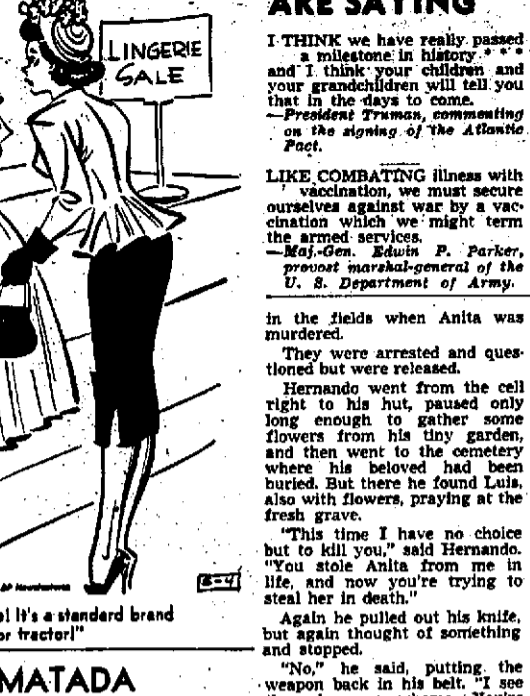 LINGERIE
SALE
AP Newsfeatures
8-4
! It's a standard brand
or tractor!"
MATADA
ARE SAYING
I THINK we have really passed
a milestone in history * * *
and I think your children and
your grandchildren will tell you
that in the days to come.
—President Truman, commenting
on the signing of the Atlantic
Pact.
LIKE COMBATING illness with
vaccination, we must secure
ourselves against war by a vac-
cination which we might term
the armed services.
—Maj.-Gen. Edwin P. Parker,
provost marshal-general of the
U. S. Department of Army.
in the fields when Anita was
murdered.
They were arrested and ques-
tioned but were released.
Hernando went from the cell
right to his hut, paused only
long enough to gather some
flowers from his tiny garden,
and then went to the cemetery
where his beloved had been
buried. But there he found Luis,
also with flowers, praying at the
fresh grave.
"This time I have no choice
but to kill you," said Hernando.
"You stole Anita from me in
life, and now you're trying to
steal her in death."
Again he pulled out his knife,
but again thought of something
and stopped.
"No," he said, putting the
weapon back in his belt. "I see